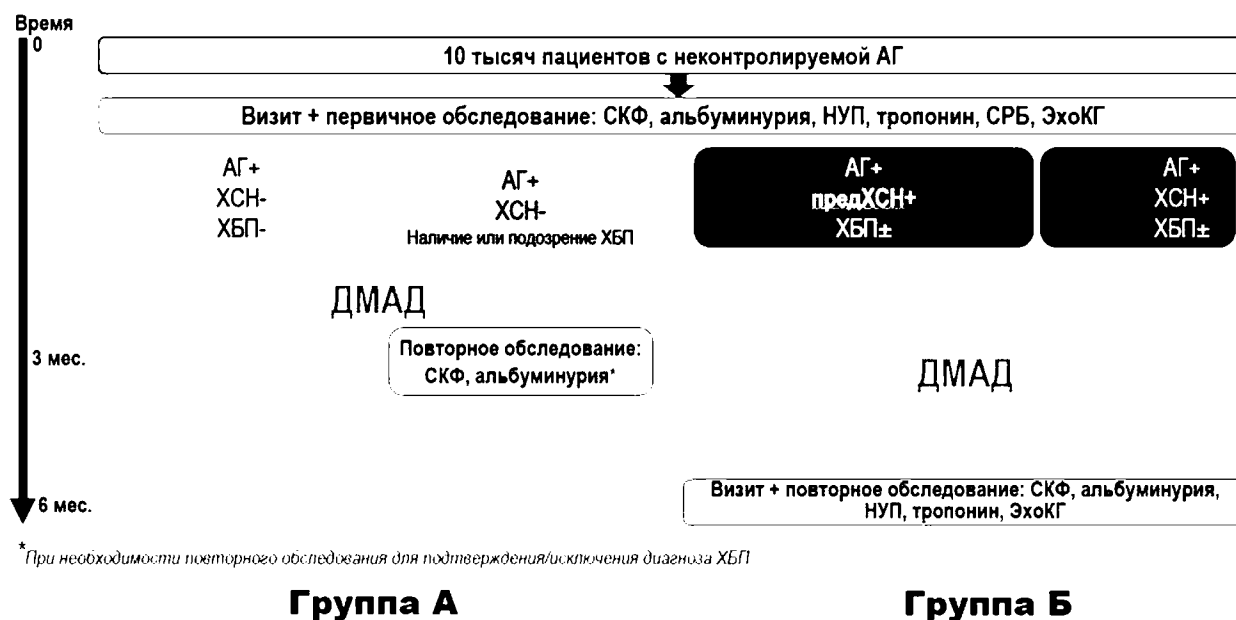 Время
0
10 тысяч пациентов с неконтролируемой АГ
Визит + первичное обследование: СКФ, альбуминурия, НУП, тропонин, СРБ, ЭхоКГ
АГ+
ХСН-
ХБП-
АГ+
ХСН-
Наличие или подозрение ХБП
АГ+
предХСН+
ХБП±
АГ+
ХСН+
ХБП±
ДМАД
3 мес.
Повторное обследование:
СКФ, альбуминурия*
ДМАД
6 мес.
Визит + повторное обследование: СКФ, альбуминурия,
НУП, тропонин, ЭхоКГ
*При необходимости повторного обследования для подтверждения/исключения диагноза ХБП
Группа А
Группа Б